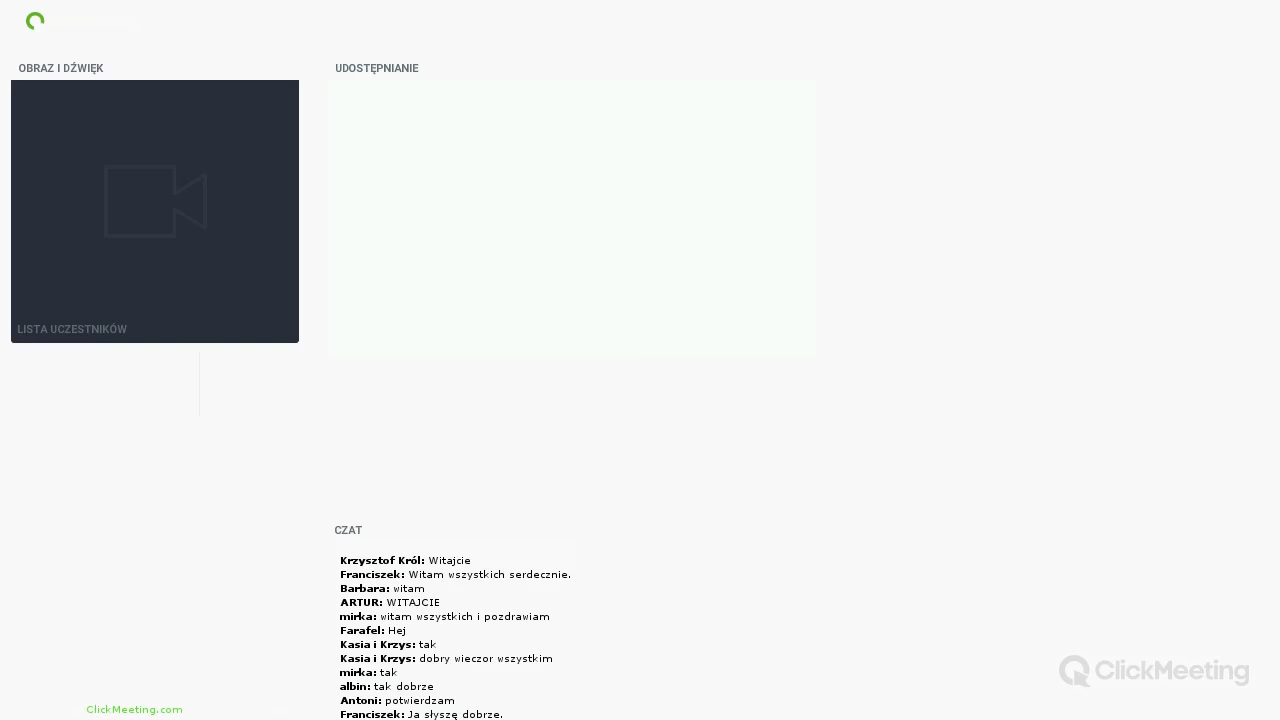 OBRAZ I DŹWIĘK
UDOSTĘPNIANIE
LISTA UCZESTNIKÓW
CZAT
Krzysztof Król: Witajcie
Franciszek: Witam wszystkich serdecznie.
Barbara: witam
ARTUR: WITAJCIE
mirka: witam wszystkich i pozdrawiam
Farafel: Hej
Kasia i Krzys: tak
Kasia i Krzys: dobry wieczor wszystkim
mirka: tak
albin: tak dobrze
Antoni: potwierdzam
Franciszek: Ja słyszę dobrze.
ClickMeeting.com
ClickMeeting